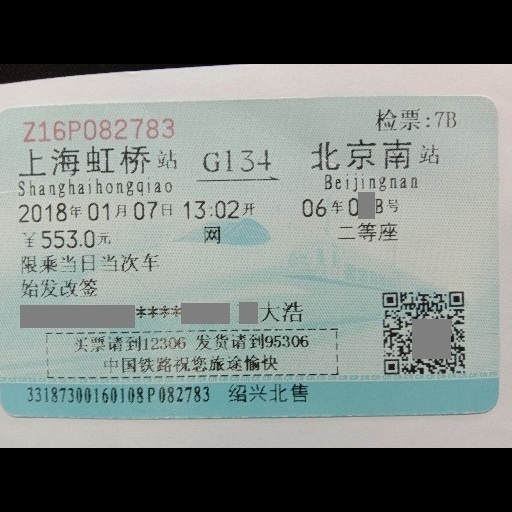 Z16P082783 检票:7B
上海虹桥站 G134 北京南站
Shanghaihongqiao Beijingnan
2018年01月07日 13:02开 06车0 B号
￥553.0元 网 二等座
限乘当日当次车
始发改签
**** 大浩
买票请到12306 发货请到95306
中国铁路祝您旅途愉快
33187300160108P082783 绍兴北售